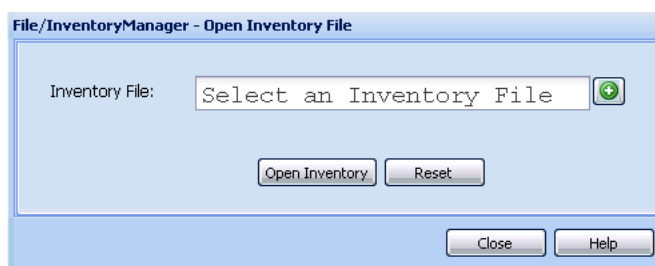 File/InventoryManager - Open Inventory File
Inventory File: Select an Inventory File
Open Inventory Reset
Close Help